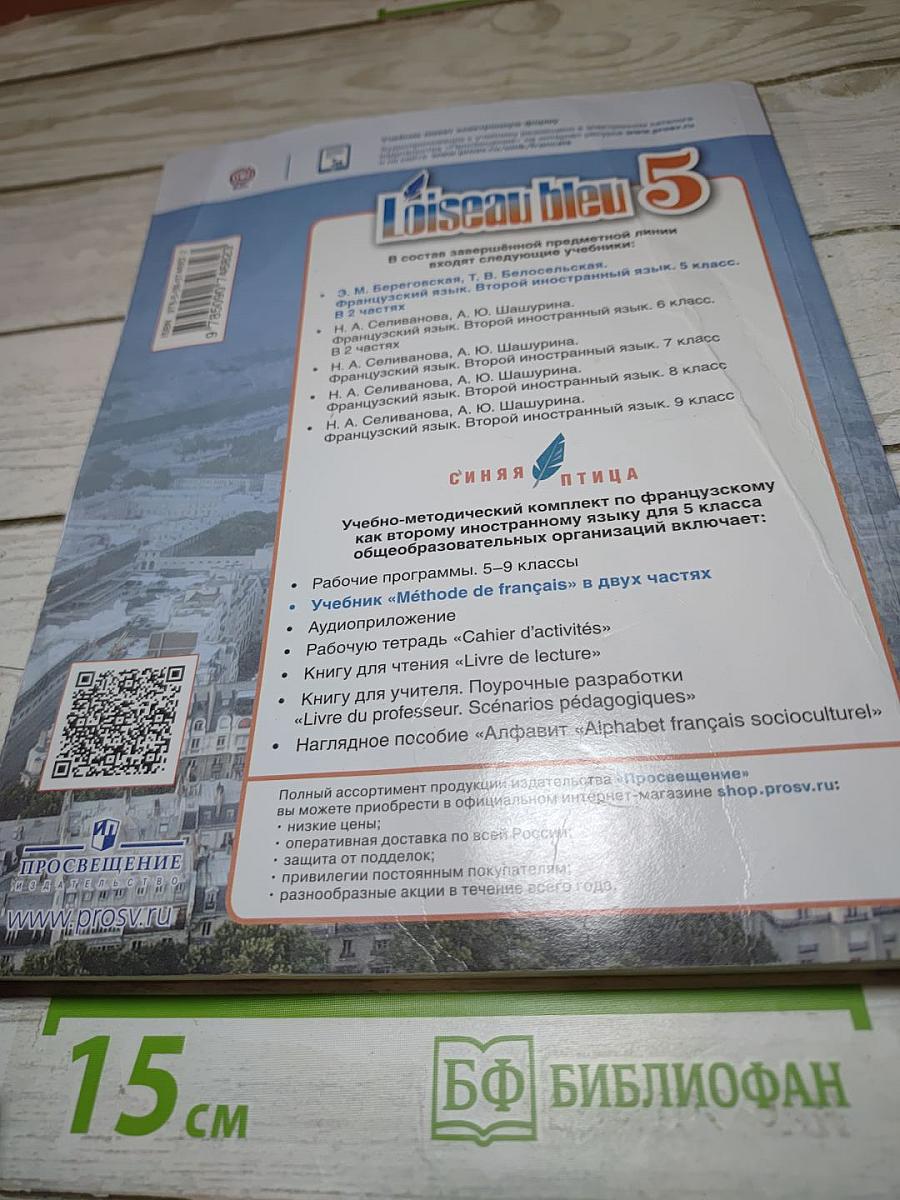 Учебник имеет электронную форму
www.prosv.ru
L'oiseau bleu 5
В состав завершённой предметной линии
входят следующие учебники:
• Э. М. Береговская, Т. В. Белосельская.
Французский язык. Второй иностранный язык. 5 класс.
В 2 частях
• Н. А. Селиванова, А. Ю. Шашурина.
Французский язык. Второй иностранный язык. 6 класс.
В 2 частях
• Н. А. Селиванова, А. Ю. Шашурина.
Французский язык. Второй иностранный язык. 7 класс
• Н. А. Селиванова, А. Ю. Шашурина.
Французский язык. Второй иностранный язык. 8 класс
• Н. А. Селиванова, А. Ю. Шашурина.
Французский язык. Второй иностранный язык. 9 класс
СИНЯЯ ПТИЦА
Учебно-методический комплект по французскому
как второму иностранному языку для 5 класса
общеобразовательных организаций включает:
• Рабочие программы. 5–9 классы
• Учебник «Méthode de français» в двух частях
• Аудиоприложение
• Рабочую тетрадь «Cahier d'activités»
• Книгу для чтения «Livre de lecture»
• Книгу для учителя. Поурочные разработки
«Livre du professeur. Scénarios pédagogiques»
• Наглядное пособие «Алфавит «Alphabet français socioculturel»
Полный ассортимент продукции издательства «Просвещение»
вы можете приобрести в официальном интернет-магазине shop.prosv.ru:
• низкие цены;
• оперативная доставка по всей России;
• защита от подделок;
• привилегии постоянным покупателям;
• разнообразные акции в течение всего года.
ПРОСВЕЩЕНИЕ
ИЗДАТЕЛЬСТВО
www.prosv.ru
15 см
БФ БИБЛИОФАН